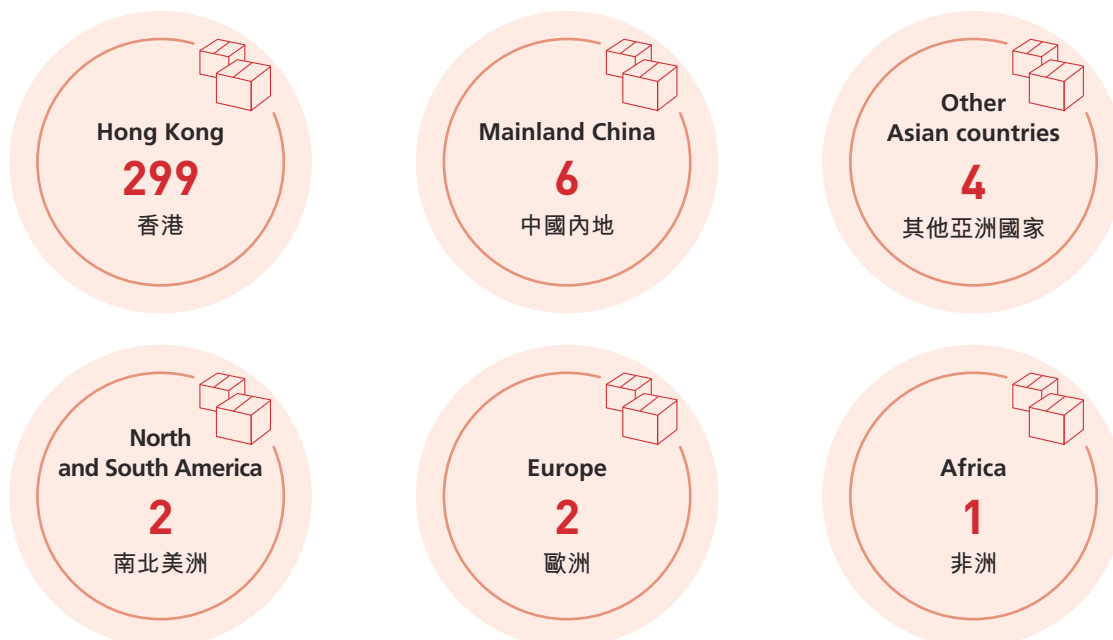 Hong Kong
299
香港
Mainland China
6
中國內地
Other
Asian countries
4
其他亞洲國家
North
and South America
2
南北美洲
Europe
2
歐洲
Africa
1
非洲